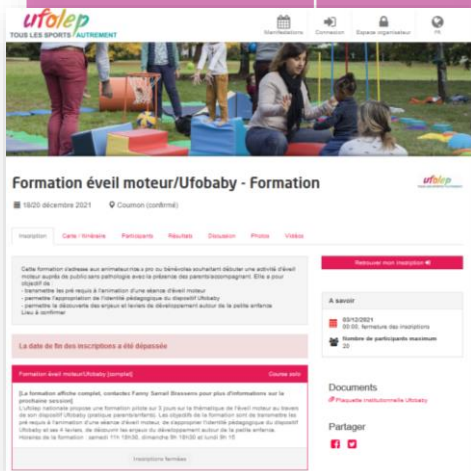 ufolep
TOUS LES SPORTS AUTREMENT
Manifestations
Connexion
Espace organisateur
FR
Formation éveil moteur/Ufobaby - Formation
ufolep
18/20 décembre 2021
Cournon (confirmé)
Inscription
Carte / Itinéraire
Participants
Résultats
Discussion
Photos
Vidéos
Cette formation s'adresse aux animateur.rice.s pro ou bénévoles souhaitant débuter une activité d'éveil
moteur auprès de public sans pathologie avec la présence des parents/accompagnant. Elle a pour
objectif de :
- transmettre les pré requis à l'animation d'une séance d'éveil moteur
- permettre l'appropriation de l'identité pédagogique du dispositif Ufobaby
- permettre la découverte des enjeux et leviers de développement autour de la petite enfance.
Lieu à confirmer
La date de fin des inscriptions a été dépassée
Formation éveil moteur/Ufobaby [complet]
Course solo
[La formation affiche complet, contactez Fanny Sarrail Brassens pour plus d'informations sur la
prochaine session]
L'Ufolep nationale propose une formation pilote sur 3 jours sur la thématique de l'éveil moteur au travers
de son dispositif Ufobaby (pratique parents/enfants). Les objectifs de la formation sont de transmettre les
pré requis à l'animation d'une séance d'éveil moteur, de s'approprier l'identité pédagogique du dispositif
Ufobaby et ses 4 leviers, de découvrir les enjeux du développement autour de la petite enfance.
Horaires de la formation : samedi 11h 18h30, dimanche 9h 18h30 et lundi 9h 15
Inscriptions fermées
Retrouver mon inscription
A savoir
03/12/2021
00:00, fermeture des inscriptions
Nombre de participants maximum
20
Documents
Plaquette institutionnelle Ufobaby
Partager